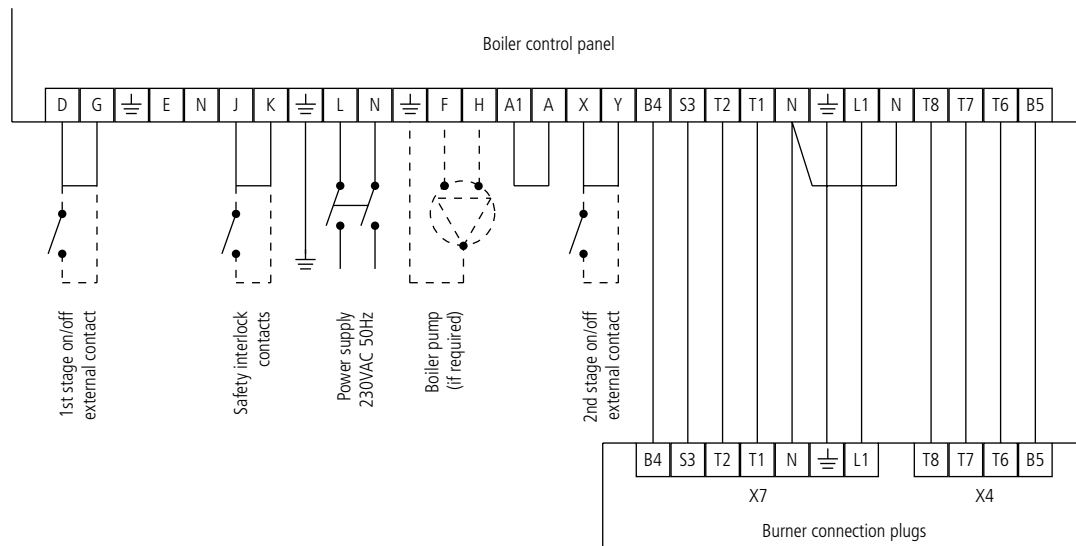 Boiler control panel
D G E N J K L N F H A1 A X Y B4 S3 T2 T1 N L1 N T8 T7 T6 B5
1st stage on/off
external contact
Safety interlock
contacts
Power supply
230VAC 50Hz
Boiler pump
(if required)
2nd stage on/off
external contact
B4 S3 T2 T1 N L1 T8 T7 T6 B5
X7 X4
Burner connection plugs